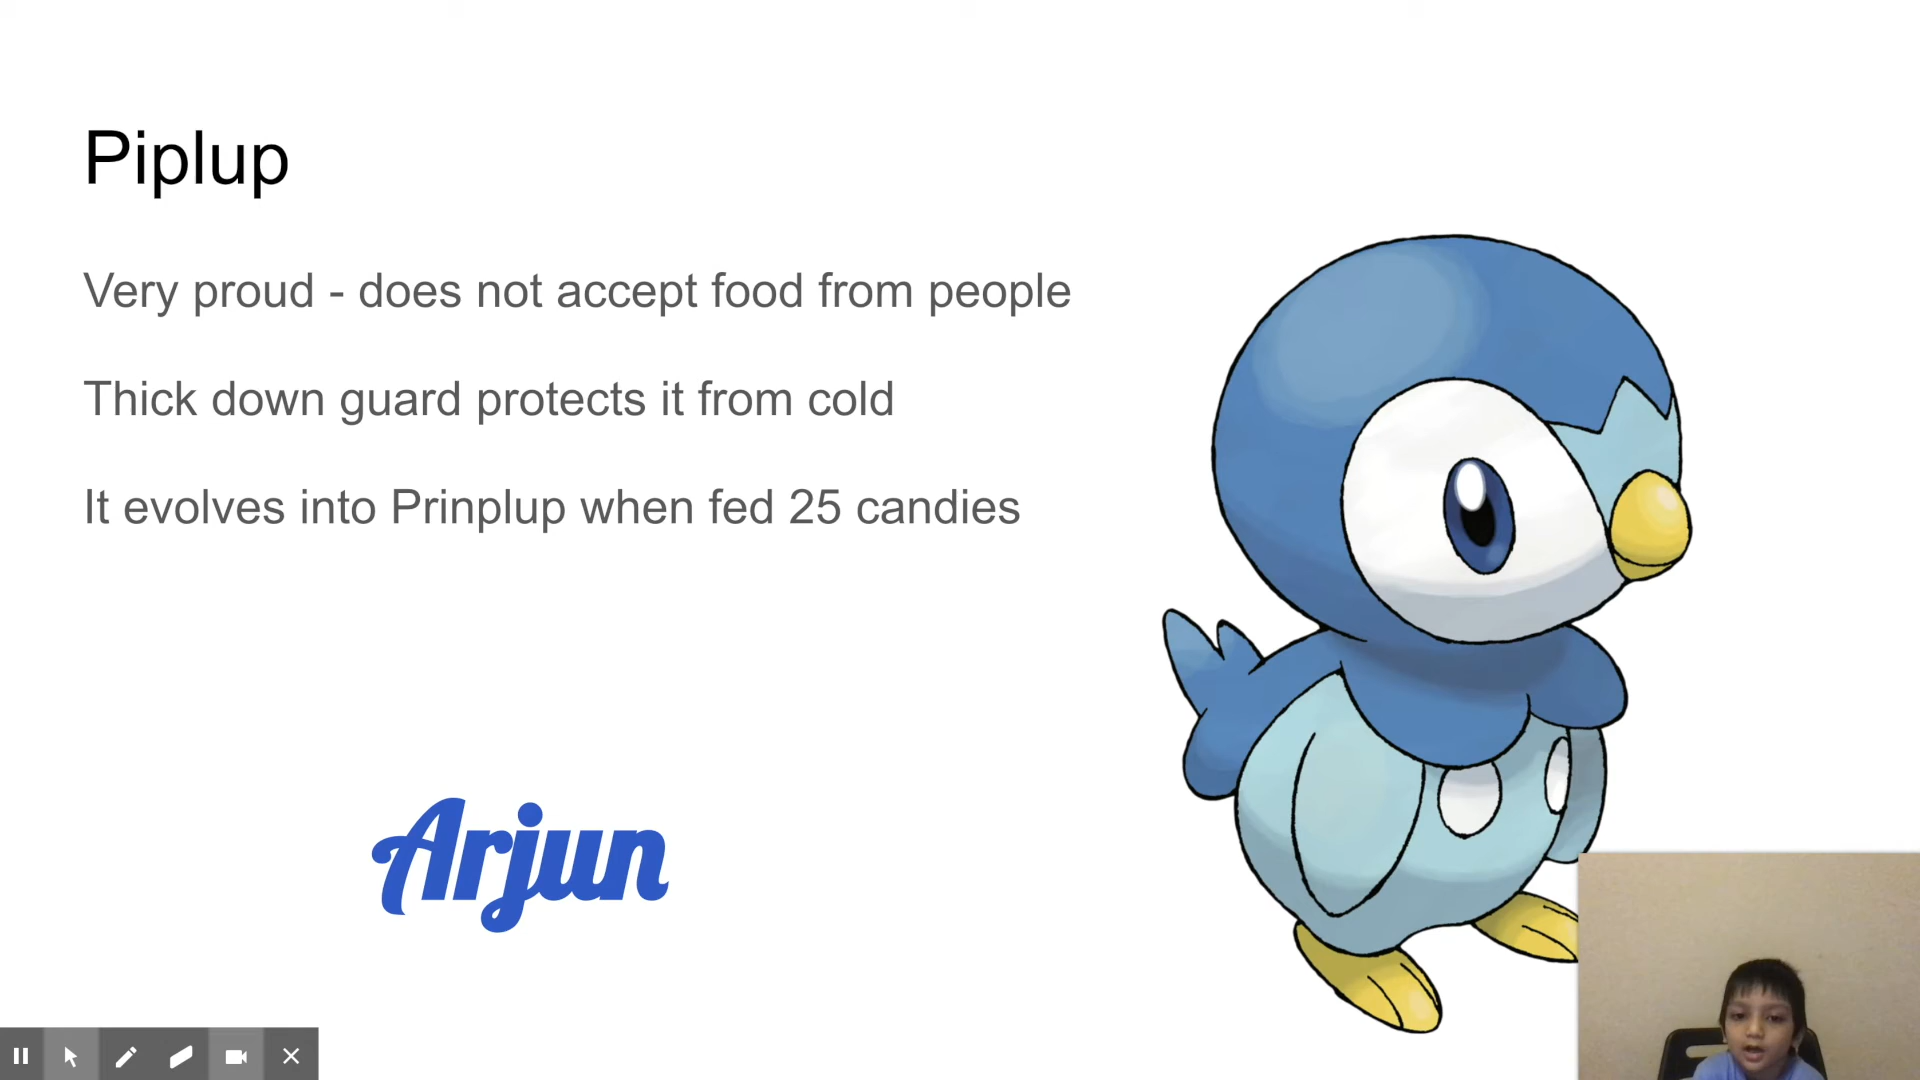 Piplup
Very proud - does not accept food from people
Thick down guard protects it from cold
It evolves into Prinplup when fed 25 candies
Arjun